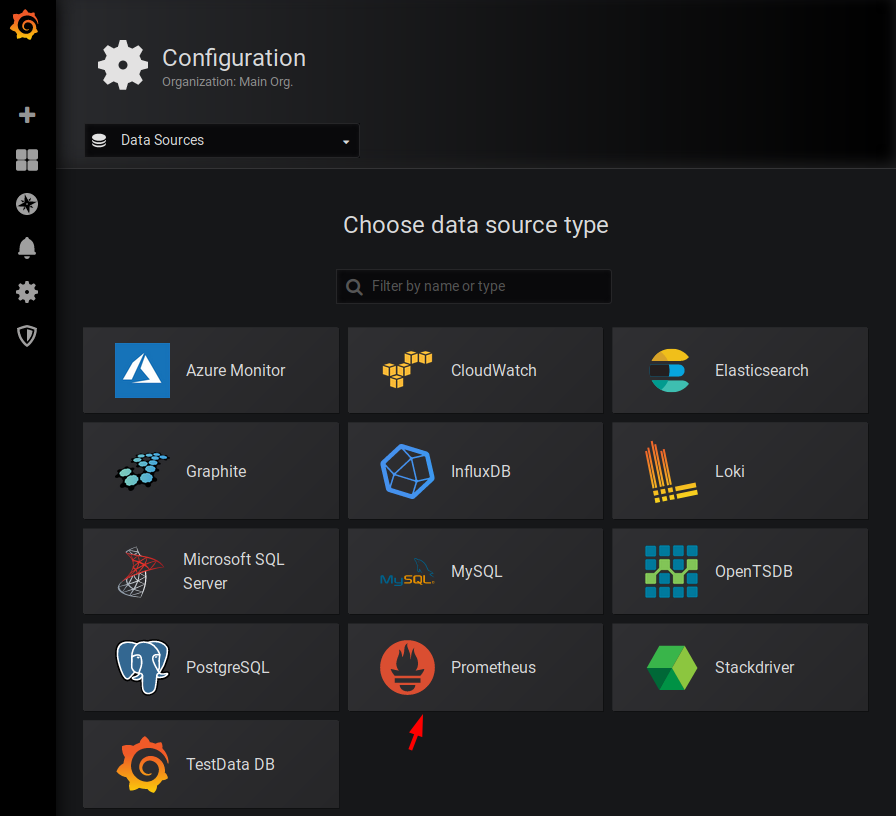 Configuration
Organization: Main Org.
Data Sources
Choose data source type
Filter by name or type
Azure Monitor
CloudWatch
Elasticsearch
Graphite
InfluxDB
Loki
Microsoft SQL
Server
MySQL
MySQL
OpenTSDB
PostgreSQL
Prometheus
Stackdriver
TestData DB